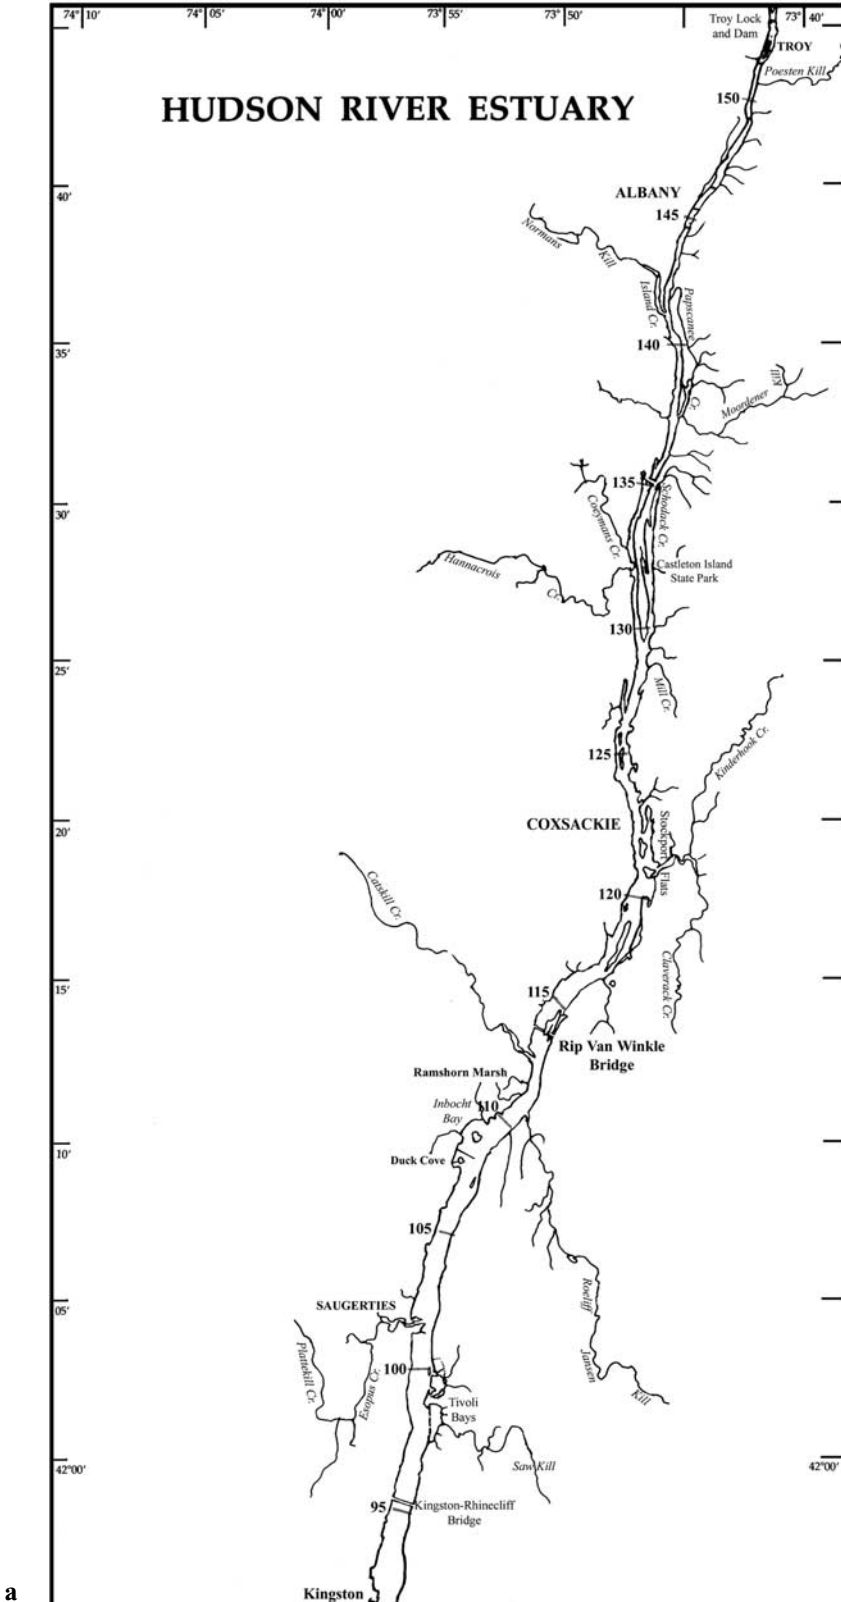 74°10′ 74°05′ 74°00′ 73°55′ 73°50′ 73°40′
Troy Lock
and Dam
TROY
Poesten Kill
150
HUDSON RIVER ESTUARY
40′
ALBANY
145
Normans
Kill
Island Cr.
Papscanee
35′
140
Kill
Cr.
Moordener
135
30′
Schodack Cr.
Coeymans Cr.
Hannacrois
Cr.
Castleton Island
State Park
130
25′
Mill Cr.
125
Kinderhook Cr.
20′
COXSACKIE
Stockport
Flats
Catskill Cr.
120
Claverack Cr.
15′
115
Rip Van Winkle
Bridge
Ramshorn Marsh
Inbocht
Bay
110
10′
Duck Cove
105
05′
SAUGERTIES
Roeliff
Jansen
Kill
Plattekill Cr.
Esopus Cr.
100
Tivoli
Bays
42°00′
42°00′
Saw Kill
95
Kingston-Rhinecliff
Bridge
a
Kingston